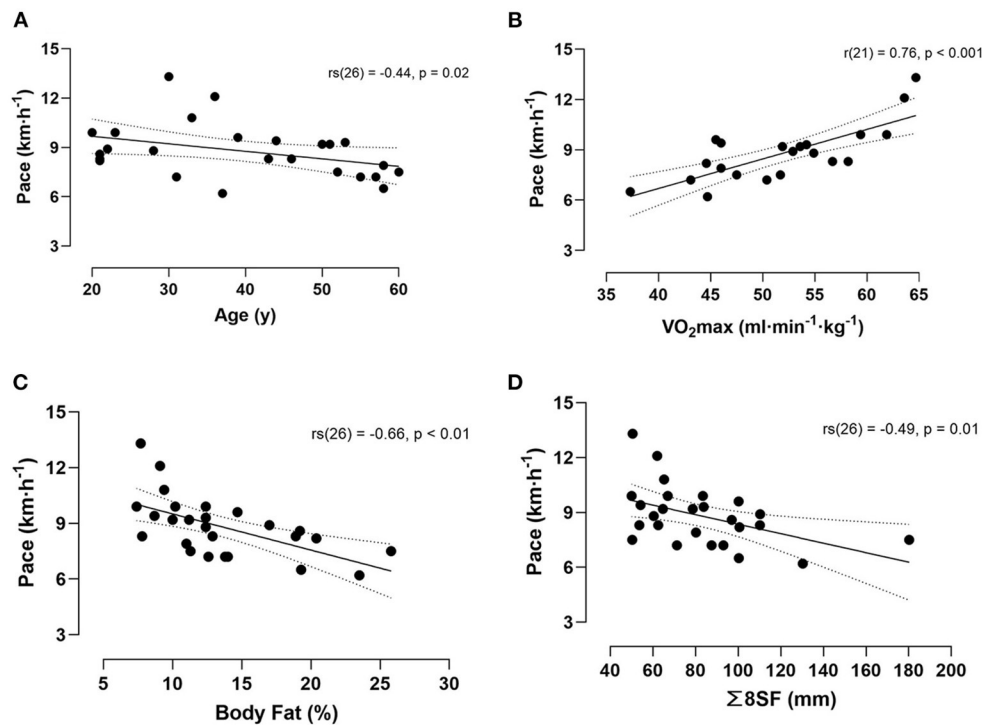 A
rs(26) = -0.44, p = 0.02
Pace (km·h⁻¹)
15
12
9
6
3
20 30 40 50 60
Age (y)
B
r(21) = 0.76, p < 0.001
Pace (km·h⁻¹)
15
12
9
6
3
35 40 45 50 55 60 65
VO₂max (ml·min⁻¹·kg⁻¹)
C
rs(26) = -0.66, p < 0.01
Pace (km·h⁻¹)
15
12
9
6
3
5 10 15 20 25 30
Body Fat (%)
D
rs(26) = -0.49, p = 0.01
Pace (km·h⁻¹)
15
12
9
6
3
40 60 80 100 120 140 160 180 200
∑8SF (mm)